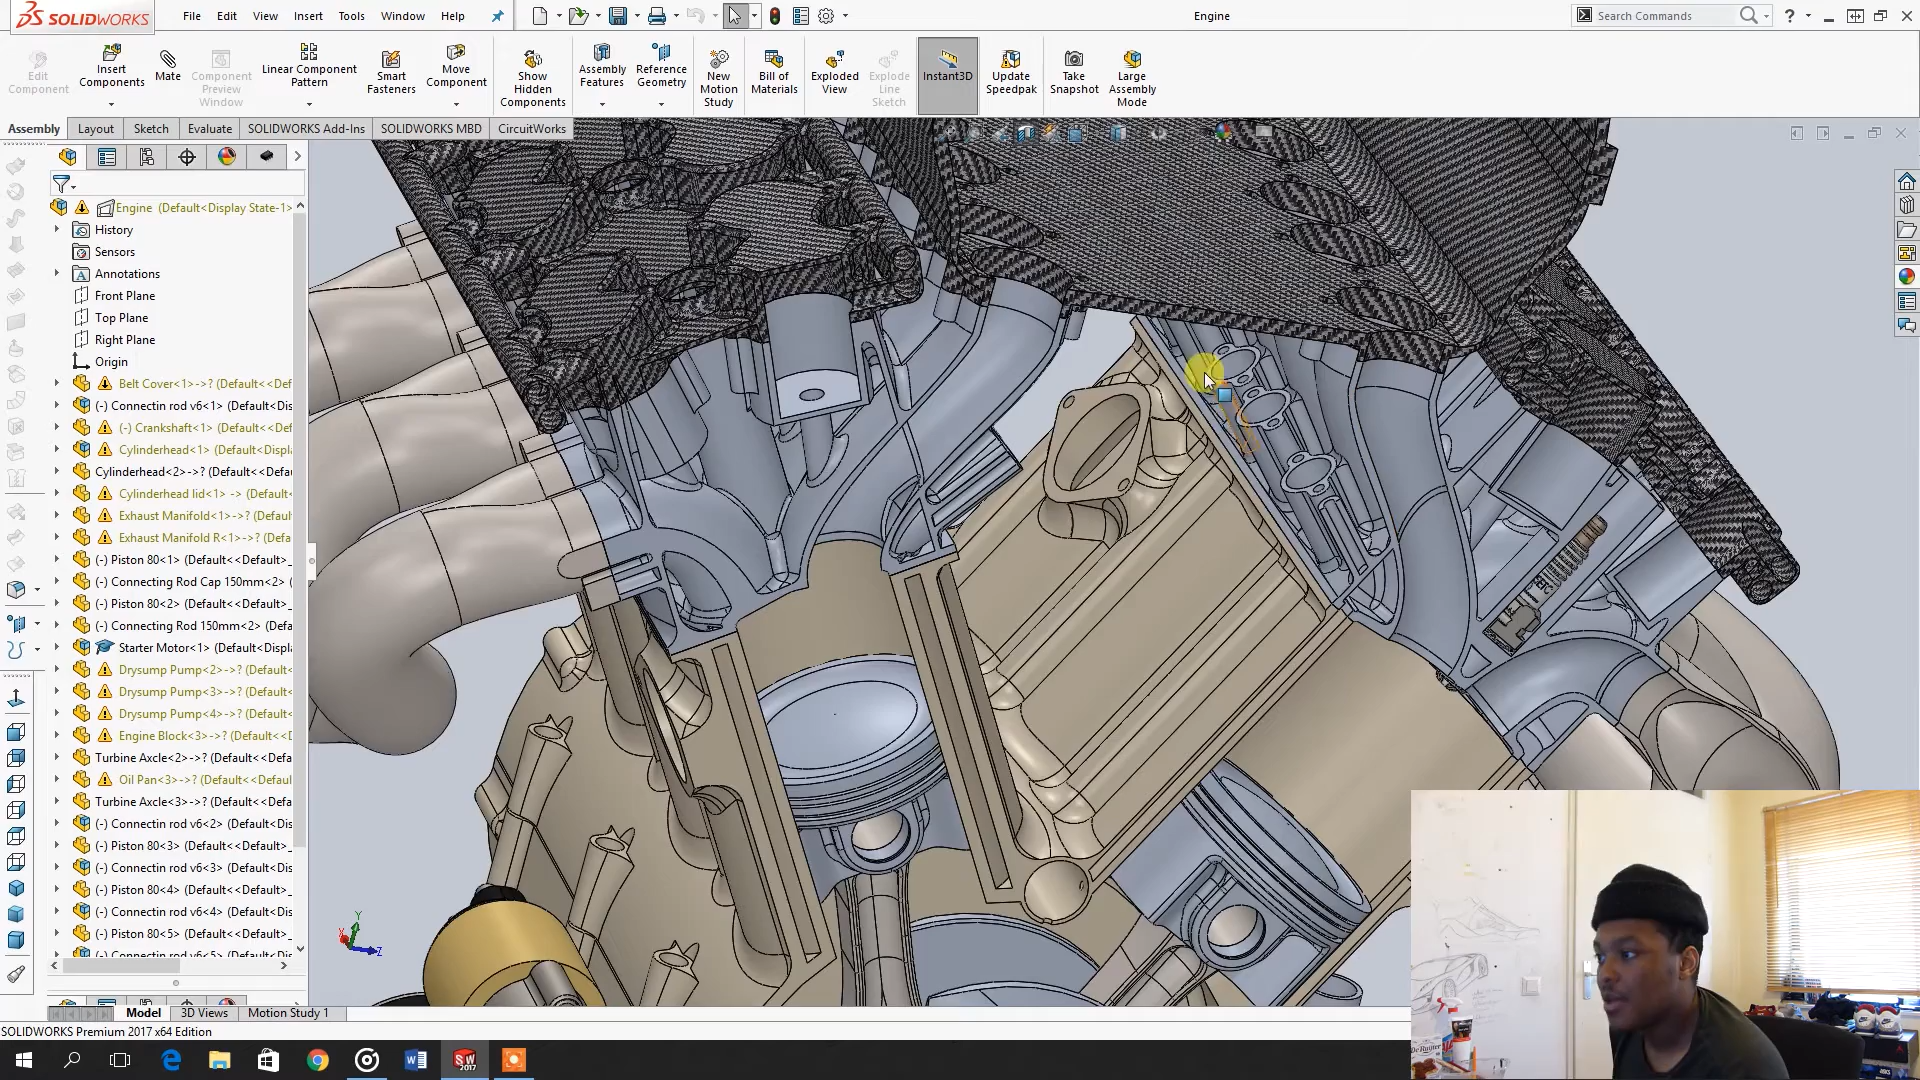 SOLIDWORKS
File Edit View Insert Tools Window Help
Engine
Search Commands
Edit Component
Insert Components
Mate
Component Preview Window
Linear Component Pattern
Smart Fasteners
Move Component
Show Hidden Components
Assembly Features
Reference Geometry
New Motion Study
Bill of Materials
Exploded View
Explode Line Sketch
Instant3D
Update Speedpak
Take Snapshot
Large Assembly Mode
Assembly Layout Sketch Evaluate SOLIDWORKS Add-Ins SOLIDWORKS MBD CircuitWorks
Engine (Default<Display State-1>
History
Sensors
Annotations
Front Plane
Top Plane
Right Plane
Origin
Belt Cover<1>->? (Default<<Def
(-) Connectin rod v6<1> (Default<Dis
(-) Crankshaft<1> (Default<<Def
Cylinderhead<1> (Default<Displ
Cylinderhead<2>->? (Default<<Defau
Cylinderhead lid<1> -> (Default<
Exhaust Manifold<1>->? (Default
Exhaust Manifold R<1>->? (Defa
(-) Piston 80<1> (Default<<Default>_
(-) Connecting Rod Cap 150mm<2> (
(-) Piston 80<2> (Default<<Default>_
(-) Connecting Rod 150mm<2> (Defa
Starter Motor<1> (Default<Displ
Drysump Pump<2>->? (Default<
Drysump Pump<3>->? (Default<
Drysump Pump<4>->? (Default<
Engine Block<3>->? (Default<<D
Turbine Axcle<2>->? (Default<<Defa
Oil Pan<3>->? (Default<<Default
Turbine Axcle<3>->? (Default<<Defa
(-) Connectin rod v6<2> (Default<Dis
(-) Piston 80<3> (Default<<Default>_
(-) Connectin rod v6<3> (Default<Dis
(-) Piston 80<4> (Default<<Default>_
(-) Connectin rod v6<4> (Default<Dis
(-) Piston 80<5> (Default<<Default>_
(-) Connectin rod v6<5> (Default<Dis
Y
X
Z
Model 3D Views Motion Study 1
SOLIDWORKS Premium 2017 x64 Edition